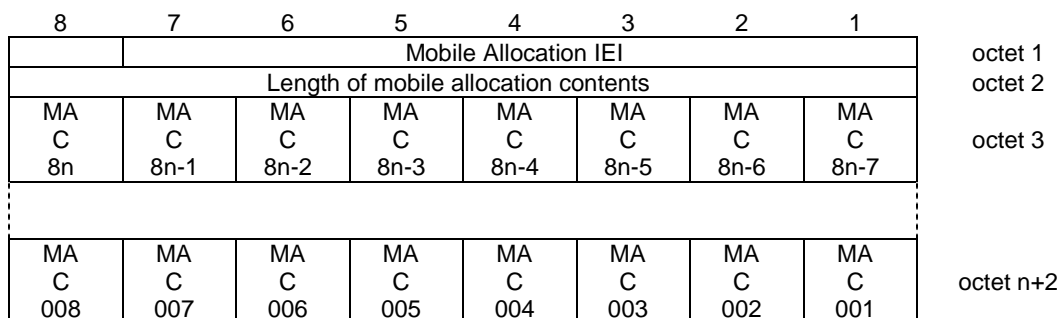 8 7 6 5 4 3 2 1
Mobile Allocation IEI octet 1
Length of mobile allocation contents octet 2
MA MA MA MA MA MA MA MA
C C C C C C C C octet 3
8n 8n-1 8n-2 8n-3 8n-4 8n-5 8n-6 8n-7
MA MA MA MA MA MA MA MA
C C C C C C C C octet n+2
008 007 006 005 004 003 002 001